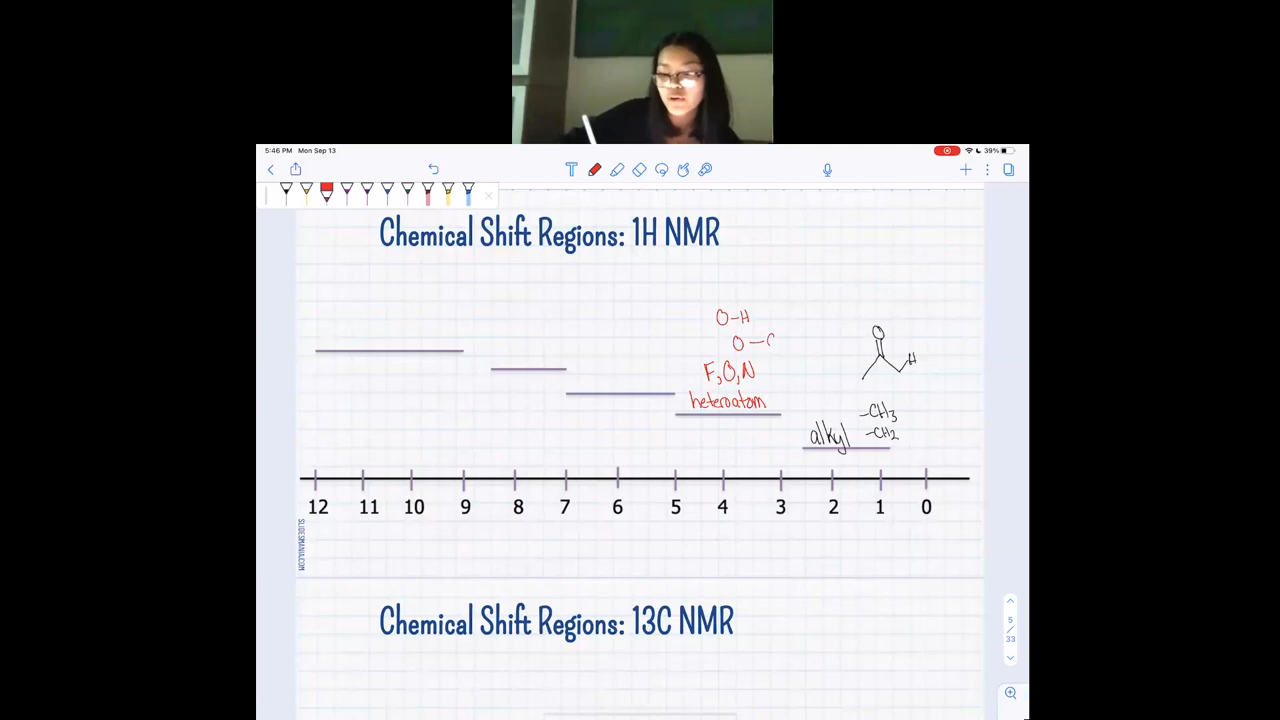 5:46 PM Mon Sep 13
39%
T
Chemical Shift Regions: 1H NMR
O-H
O-C
F,O,N
heteroatom
O
H
-CH3
-CH2
alkyl
12 11 10 9 8 7 6 5 4 3 2 1 0
SLIDESMANIA.COM
5
/
33
Chemical Shift Regions: 13C NMR